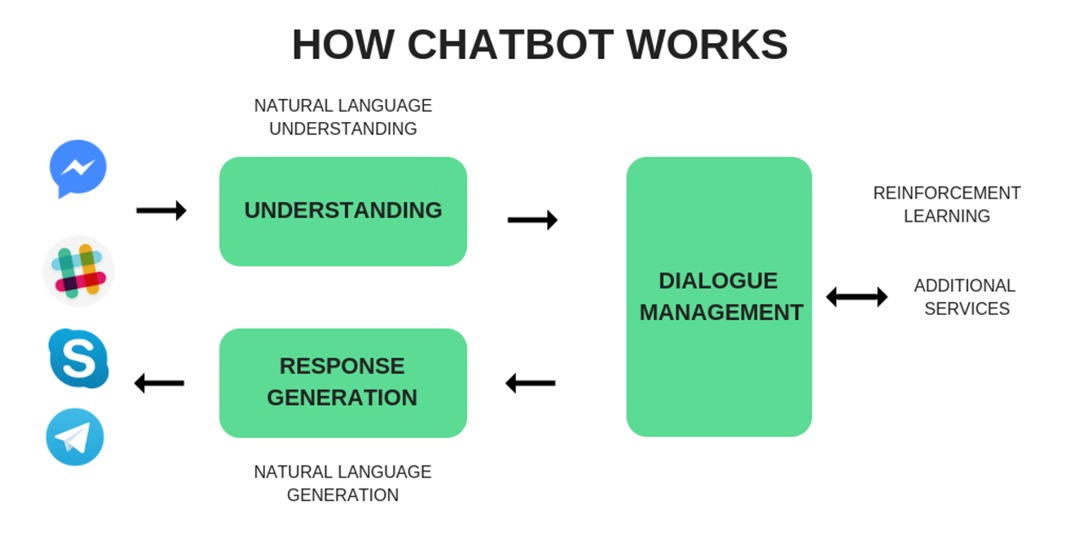 HOW CHATBOT WORKS
NATURAL LANGUAGE
UNDERSTANDING
UNDERSTANDING
DIALOGUE
MANAGEMENT
REINFORCEMENT
LEARNING
ADDITIONAL
SERVICES
RESPONSE
GENERATION
NATURAL LANGUAGE
GENERATION
S